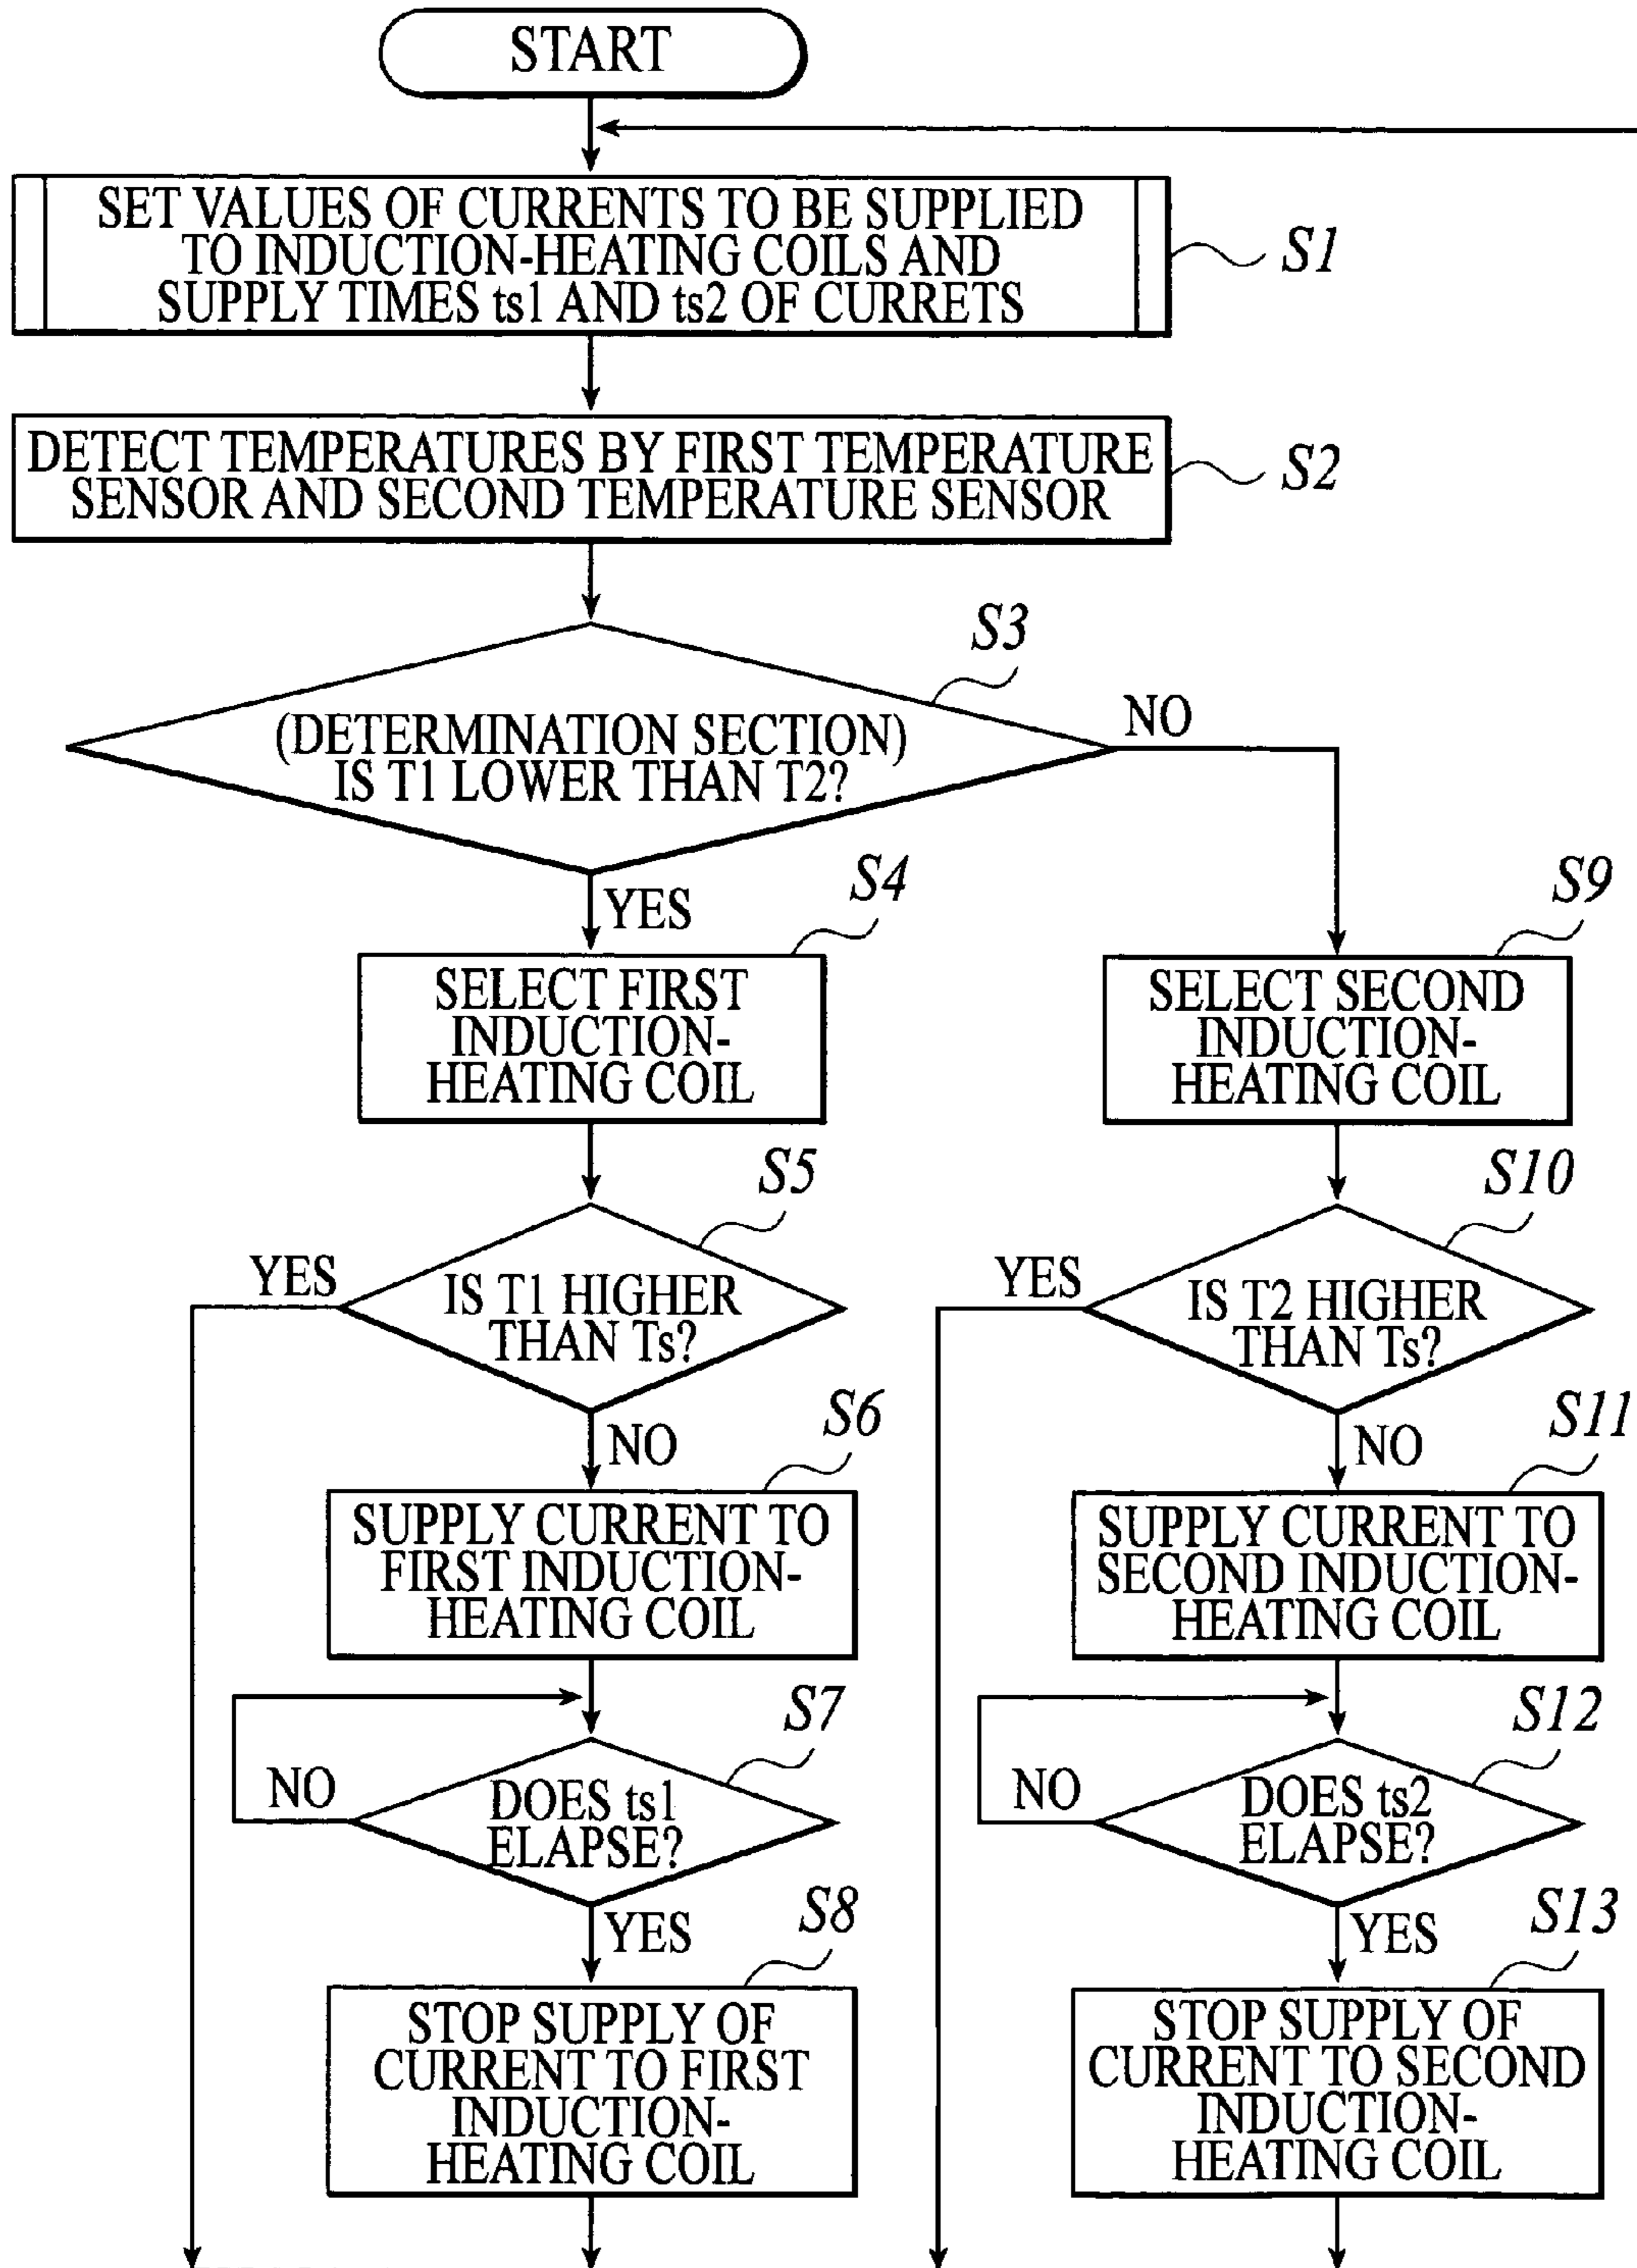 START
SET VALUES OF CURRENTS TO BE SUPPLIED
TO INDUCTION-HEATING COILS AND
SUPPLY TIMES ts1 AND ts2 OF CURRETS
S1
DETECT TEMPERATURES BY FIRST TEMPERATURE
SENSOR AND SECOND TEMPERATURE SENSOR
S2
S3
(DETERMINATION SECTION)
IS T1 LOWER THAN T2?
NO
YES
S4
SELECT FIRST
INDUCTION-
HEATING COIL
S5
YES
IS T1 HIGHER
THAN Ts?
NO
S6
SUPPLY CURRENT TO
FIRST INDUCTION-
HEATING COIL
S7
NO
DOES ts1
ELAPSE?
YES
S8
STOP SUPPLY OF
CURRENT TO FIRST
INDUCTION-
HEATING COIL
S9
SELECT SECOND
INDUCTION-
HEATING COIL
S10
YES
IS T2 HIGHER
THAN Ts?
NO
S11
SUPPLY CURRENT TO
SECOND INDUCTION-
HEATING COIL
S12
NO
DOES ts2
ELAPSE?
YES
S13
STOP SUPPLY OF
CURRENT TO SECOND
INDUCTION-
HEATING COIL